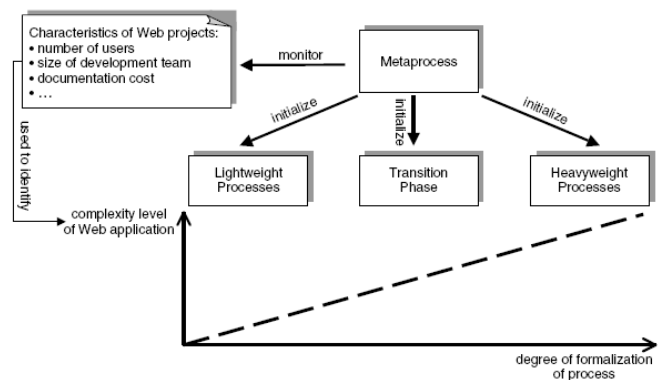 Characteristics of Web projects:
• number of users
• size of development team
• documentation cost
• ...
monitor
Metaprocess
initialize
initialize
initialize
used to identify
Lightweight
Processes
Transition
Phase
Heavyweight
Processes
complexity level
of Web application
degree of formalization
of process